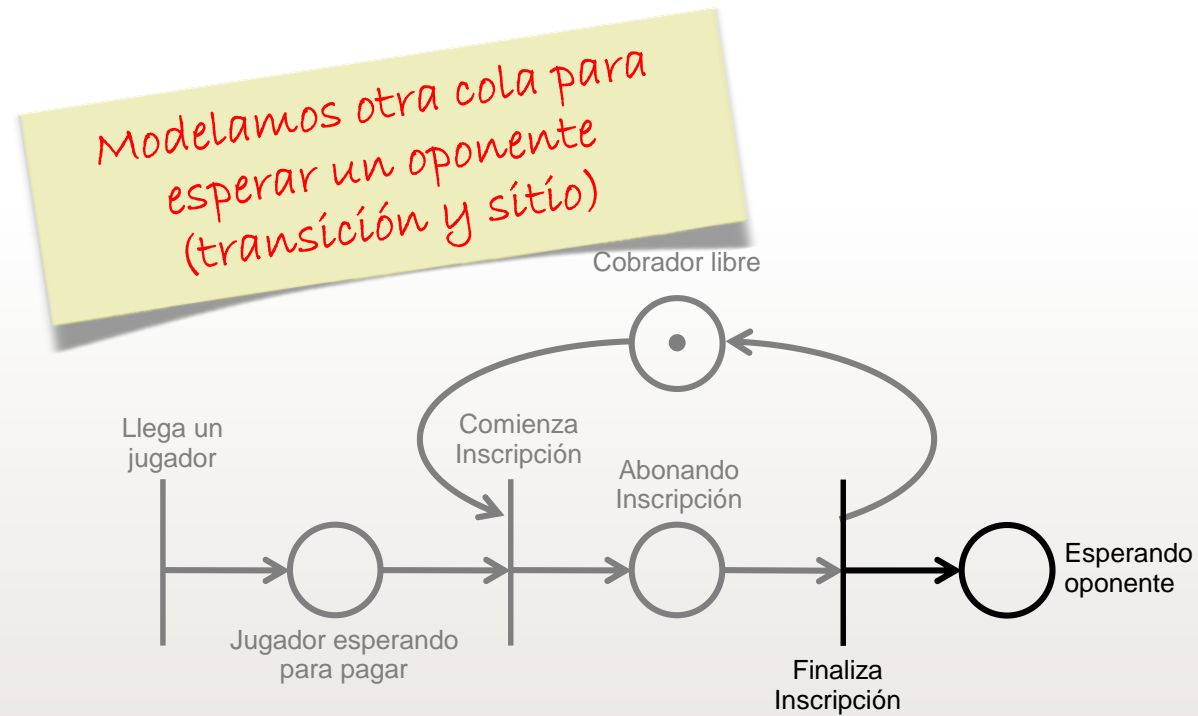 Modelamos otra cola para
esperar un oponente
(transición y sitio)
Cobrador libre
Llega un
jugador
Comienza
Inscripción
Abonando
Inscripción
Esperando
oponente
Jugador esperando
para pagar
Finaliza
Inscripción